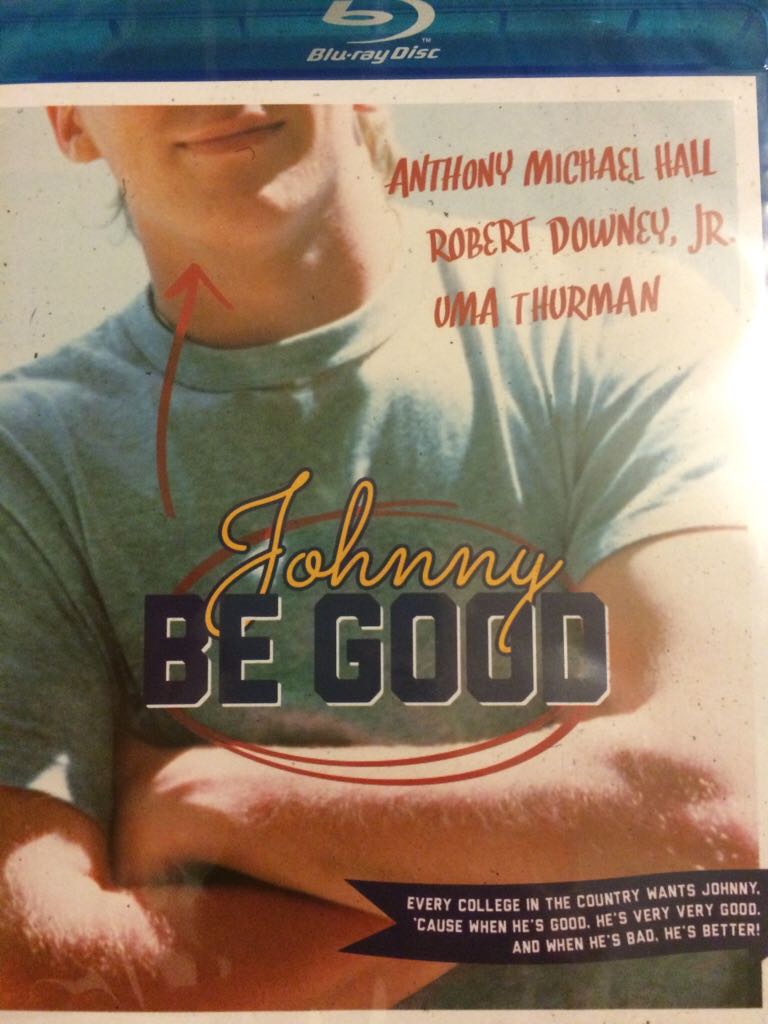 Blu-ray Disc™
ANTHONY MICHAEL HALL
ROBERT DOWNEY, JR.
UMA THURMAN
Johnny
BE GOOD
EVERY COLLEGE IN THE COUNTRY WANTS JOHNNY,
'CAUSE WHEN HE'S GOOD, HE'S VERY VERY GOOD.
AND WHEN HE'S BAD, HE'S BETTER!